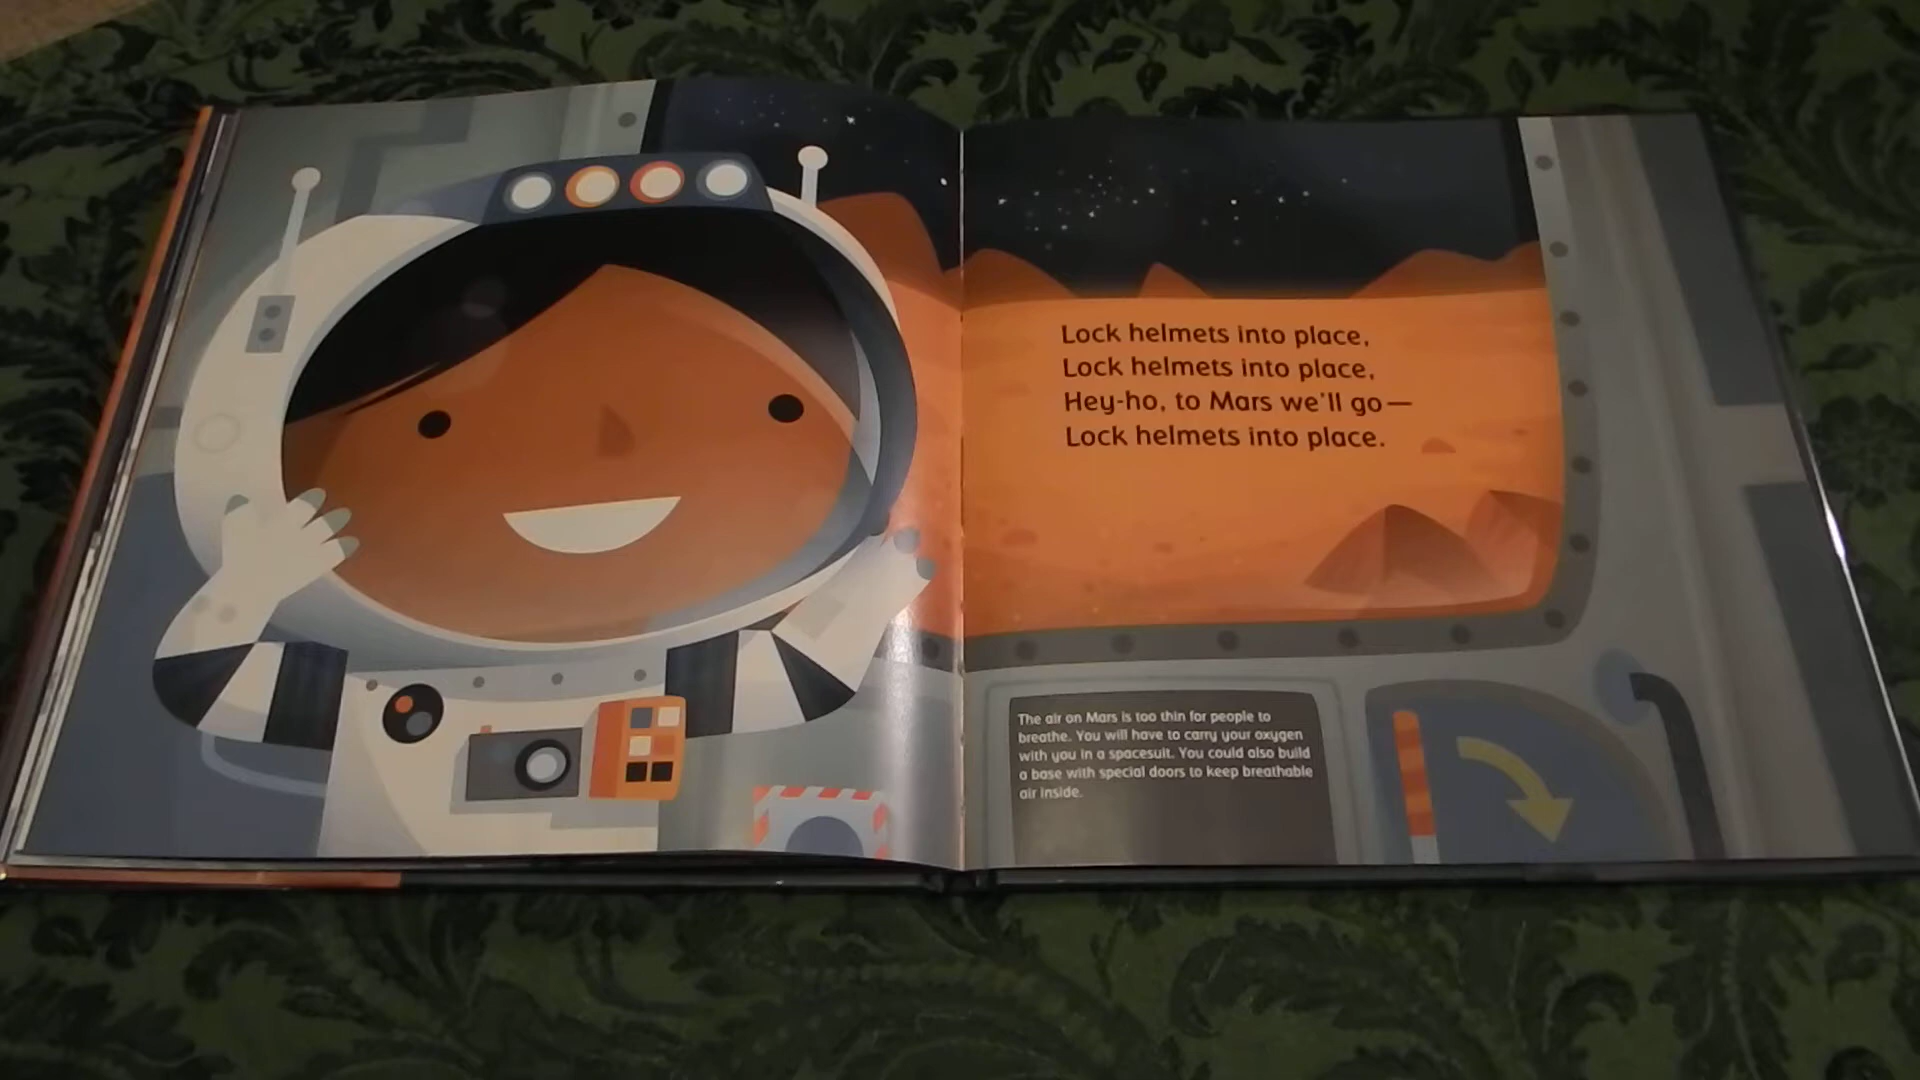 Lock helmets into place,
Lock helmets into place,
Hey-ho, to Mars we'll go—
Lock helmets into place.
The air on Mars is too thin for people to
breathe. You will have to carry your oxygen
with you in a spacesuit. You could also build
a base with special doors to keep breathable
air inside.